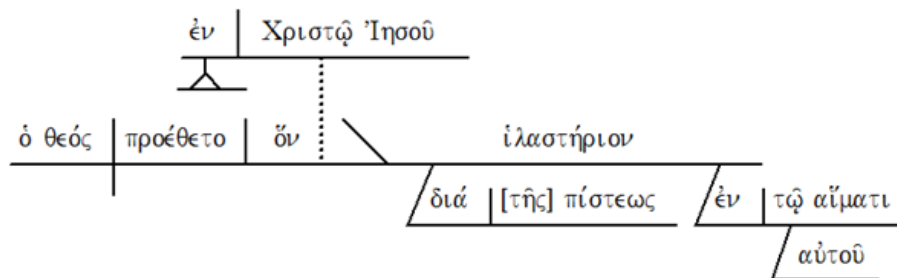 ἐν Χριστῷ Ἰησοῦ
ὁ θεός προέθετο ὅν ἱλαστήριον
διά [τῆς] πίστεως ἐν τῷ αἵματι
αὐτοῦ